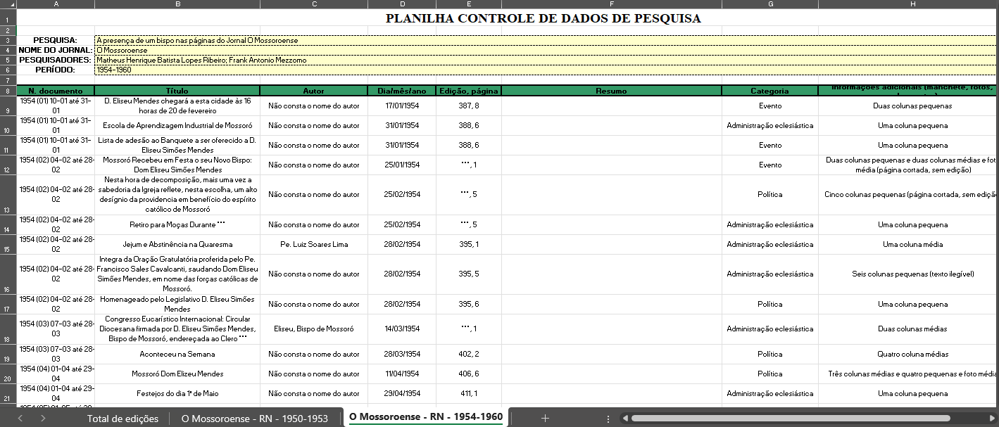 A B C D E F G H
1 PLANILHA CONTROLE DE DADOS DE PESQUISA
2
3 PESQUISA: A presença de um bispo nas páginas do Jornal O Mossoroense
4 NOME DO JORNAL: O Mossoroense
5 PESQUISADORES: Matheus Henrique Batista Lopes Ribeiro; Frank Antonio Mezzomo
6 PERÍODO: 1954-1960
7
8 N. documento Título Autor Dia/mês/ano Edição, página Resumo Categoria Informações adicionais (manchete, fotos,
9 1954 (01) 10-01 até 31-01 D. Eliseu Mendes chegará a esta cidade às 16 horas de 20 de fevereiro Não consta o nome do autor 17/01/1954 387, 8 Evento Duas colunas pequenas
10 1954 (01) 10-01 até 31-01 Escola de Aprendizagem Industrial de Mossoró Não consta o nome do autor 31/01/1954 388, 6 Administração eclesiástica Uma coluna pequena
11 1954 (01) 10-01 até 31-01 Lista de adesão ao Banquete a ser oferecido a D. Eliseu Simões Mendes Não consta o nome do autor 31/01/1954 388, 6 Evento Uma coluna pequena
12 1954 (02) 04-02 até 28-02 Mossoró Recebeu em Festa o seu Novo Bispo: Dom Eliseu Simões Mendes Não consta o nome do autor 25/01/1954 ***, 1 Evento Duas colunas pequenas e duas colunas médias e fot média (página cortada, sem edição)
13 1954 (02) 04-02 até 28-02 Nesta hora de decomposição, mais uma vez a sabedoria da Igreja reflete, nesta escolha, um alto desígnio da providencia em benefício do espírito católico de Mossoró Não consta o nome do autor 25/02/1954 ***, 5 Política Cinco colunas pequenas (página cortada, sem ediçã
14 1954 (02) 04-02 até 28-02 Retiro para Moças Durante *** Não consta o nome do autor 25/02/1954 ***, 5 Administração eclesiástica Uma coluna pequena
15 1954 (02) 04-02 até 28-02 Jejum e Abstinência na Quaresma Pe. Luiz Soares Lima 28/02/1954 395, 1 Administração eclesiástica Uma coluna média
16 1954 (02) 04-02 até 28-02 Integra da Oração Gratulatória proferida pelo Pe. Francisco Sales Cavalcanti, saudando Dom Eliseu Simões Mendes, em nome das forças católicas de Mossoró. Não consta o nome do autor 28/02/1954 395, 5 Administração eclesiástica Seis colunas pequenas (texto ilegível)
17 1954 (02) 04-02 até 28-02 Homenageado pelo Legislativo D. Eliseu Simões Mendes Não consta o nome do autor 28/02/1954 395, 6 Política Uma coluna pequena
18 1954 (03) 07-03 até 28-03 Congresso Eucarístico Internacional: Circular Diocesana firmada por D. Eliseu Simões Mendes, Bispo de Mossoró, endereçada ao Clero *** Eliseu, Bispo de Mossoró 14/03/1954 ***, 1 Administração eclesiástica Duas colunas médias
19 1954 (03) 07-03 até 28-03 Aconteceu na Semana Não consta o nome do autor 28/03/1954 402, 2 Política Quatro coluna médias
20 1954 (04) 01-04 até 29-04 Mossoró Dom Elizeu Mendes Não consta o nome do autor 11/04/1954 406, 6 Política Três colunas médias e quatro pequenas e foto média
21 1954 (04) 01-04 até 29-04 Festejos do dia 1º de Maio Não consta o nome do autor 29/04/1954 411, 1 Administração eclesiástica Uma coluna pequena
Total de edições O Mossoroense - RN - 1950-1953 O Mossoroense - RN - 1954-1960